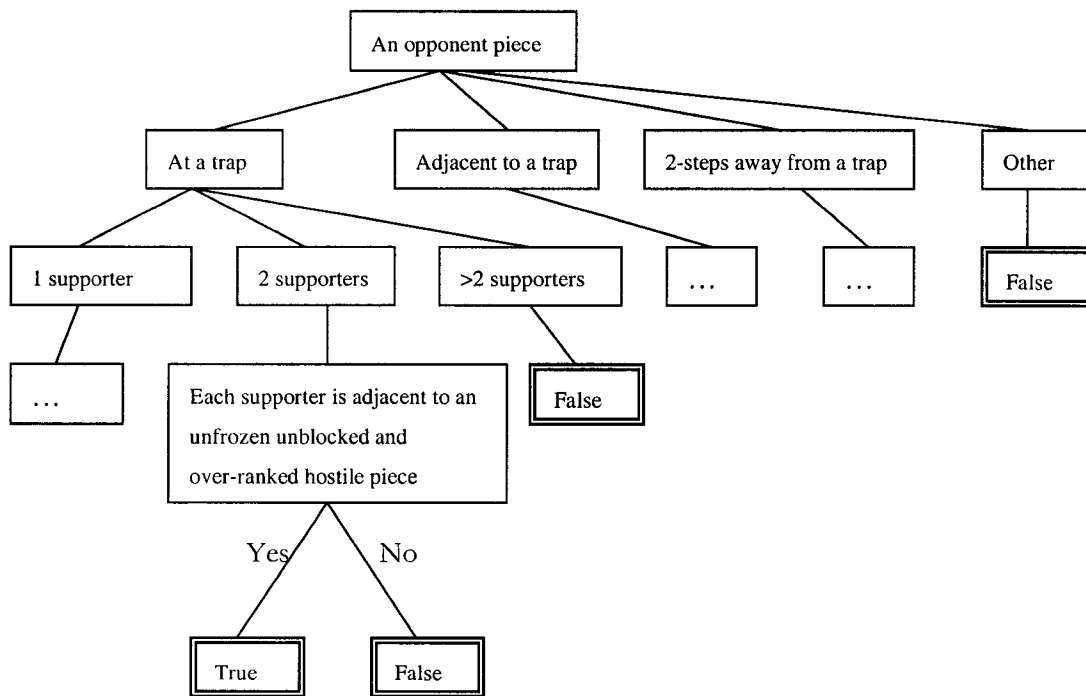 An opponent piece
At a trap
Adjacent to a trap
2-steps away from a trap
Other
1 supporter
2 supporters
>2 supporters
...
...
False
...
Each supporter is adjacent to an
unfrozen unblocked and
over-ranked hostile piece
False
Yes
No
True
False